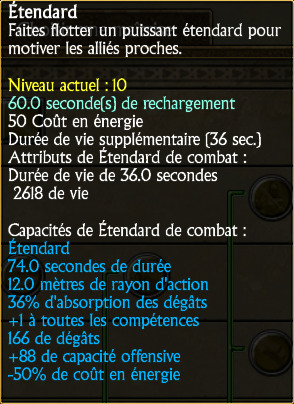 Étendard
Faites flotter un puissant étendard pour
motiver les alliés proches.
Niveau actuel : 10
60.0 seconde(s) de rechargement
50 Coût en énergie
Durée de vie supplémentaire (36 sec.)
Attributs de Étendard de combat :
Durée de vie de 36.0 secondes
2618 de vie
Capacités de Étendard de combat :
Étendard
74.0 secondes de durée
12.0 mètres de rayon d'action
36% d'absorption des dégâts
+1 à toutes les compétences
166 de dégâts
+88 de capacité offensive
-50% de coût en énergie